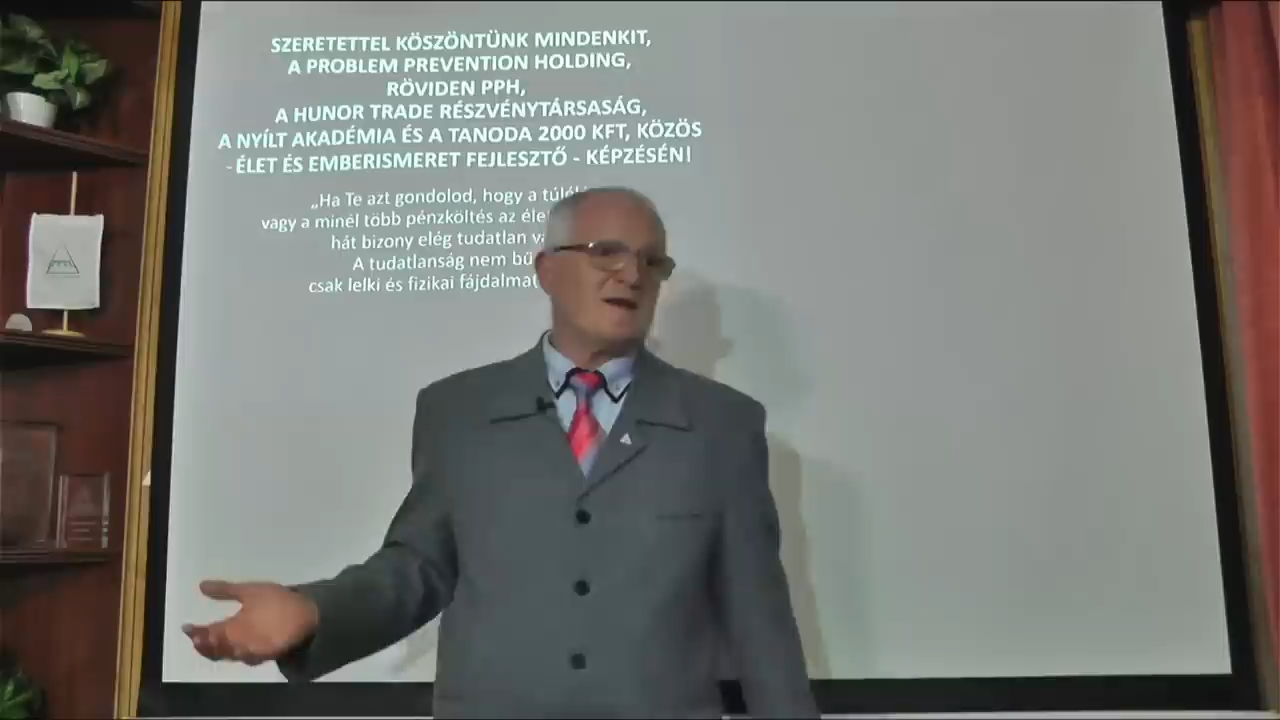 SZERETETTEL KÖSZÖNTÜNK MINDENKIT,
A PROBLEM PREVENTION HOLDING,
RÖVIDEN PPH,
A HUNOR TRADE RÉSZVÉNYTÁRSASÁG,
A NYÍLT AKADÉMIA ÉS A TANODA 2000 KFT, KÖZÖS
- ÉLET ÉS EMBERISMERET FEJLESZTŐ - KÉPZÉSÉN!
„Ha Te azt gondolod, hogy a
vagy a minél több pénzköltés az
hát bizony elég tudatlan
A tudatlanság nem
csak lelki és fizikai